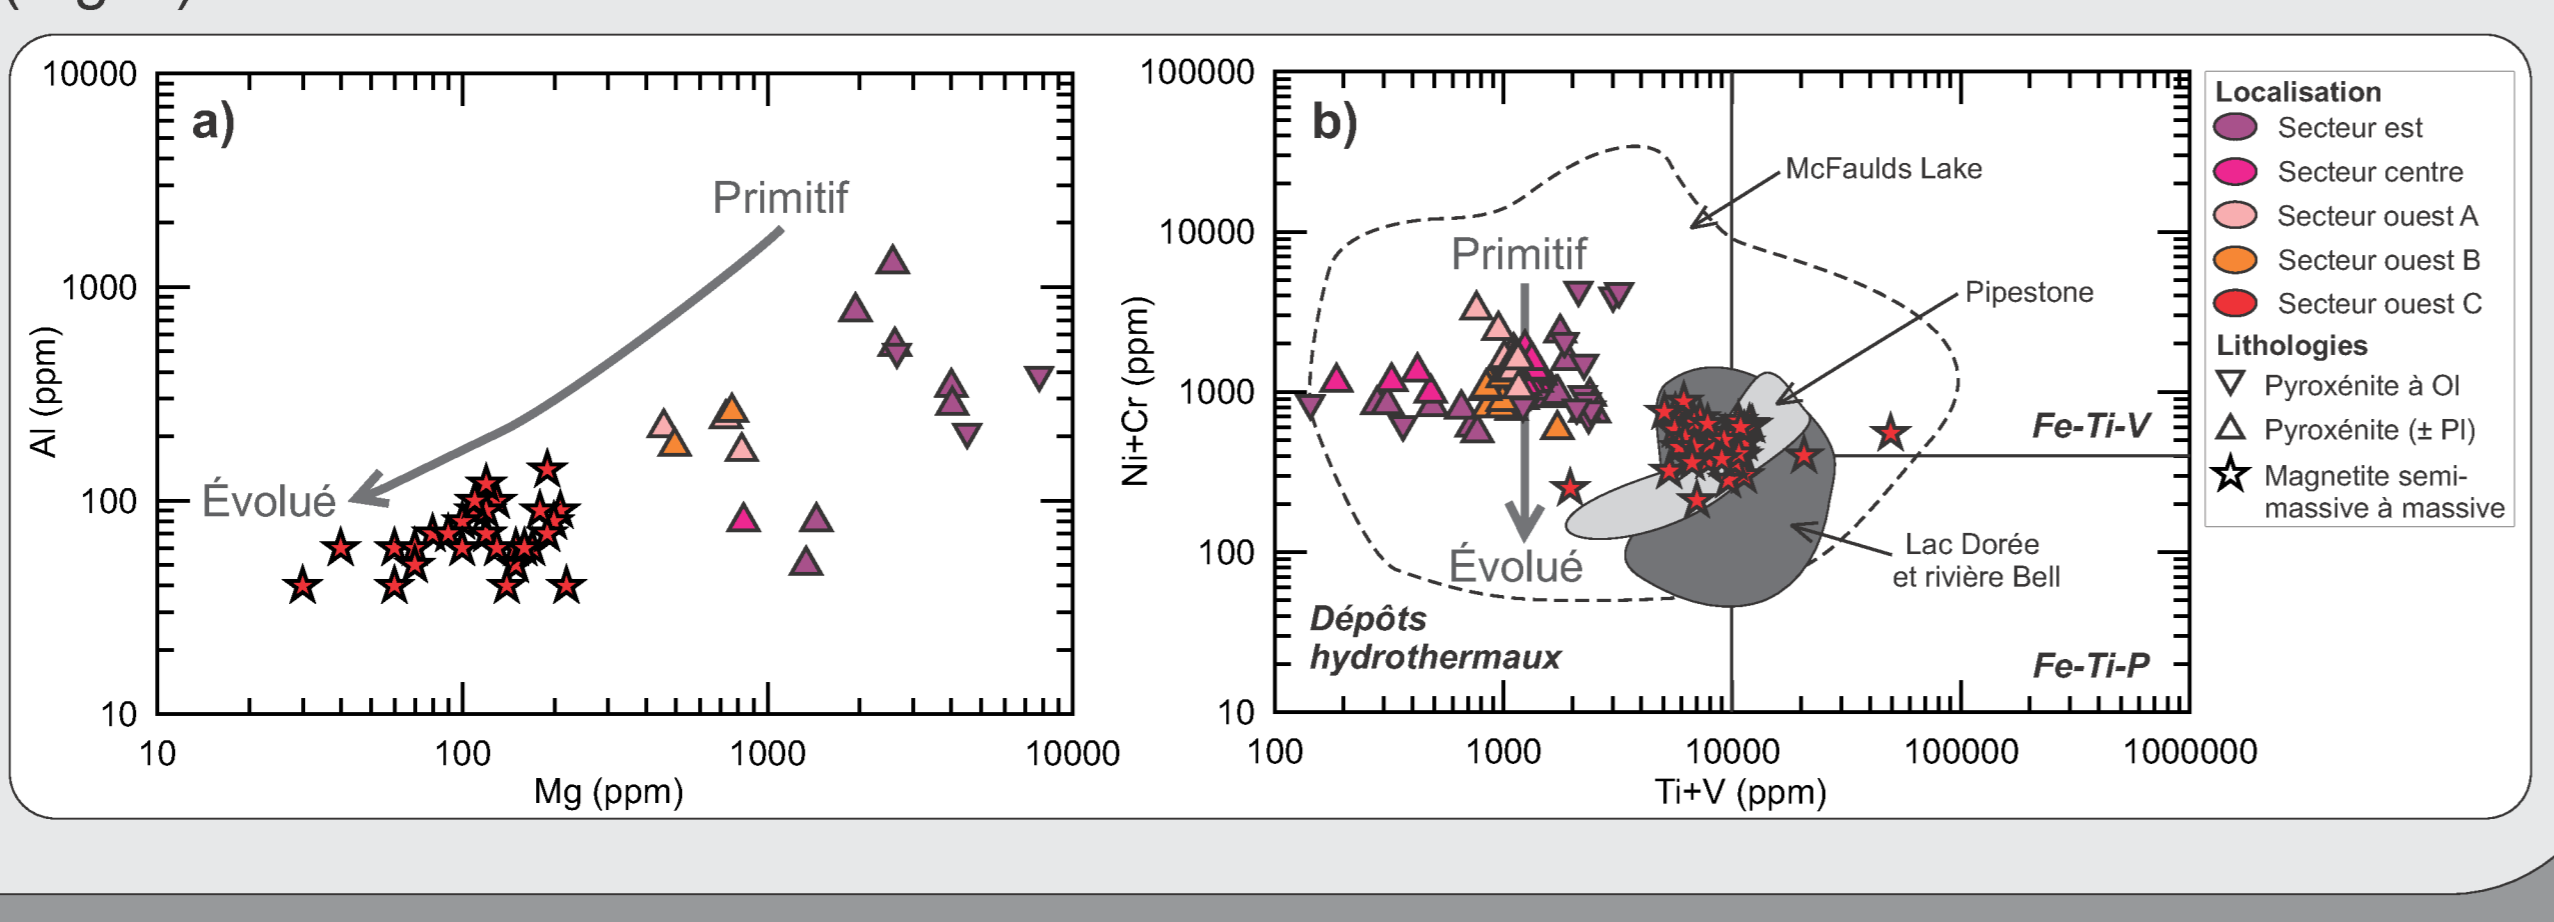 a)
10000
1000
100
10
Al (ppm)
Primitif
Évolué
10
100
1000
10000
Mg (ppm)
b)
100000
10000
1000
100
10
Ni+Cr (ppm)
McFaulds Lake
Primitif
Pipestone
Fe-Ti-V
Évolué
Lac Dorée
et rivière Bell
Dépôts
hydrothermaux
Fe-Ti-P
100
1000
10000
100000
1000000
Ti+V (ppm)
Localisation
Secteur est
Secteur centre
Secteur ouest A
Secteur ouest B
Secteur ouest C
Lithologies
Pyroxénite à Ol
Pyroxénite (± Pl)
Magnetite semi-
massive à massive